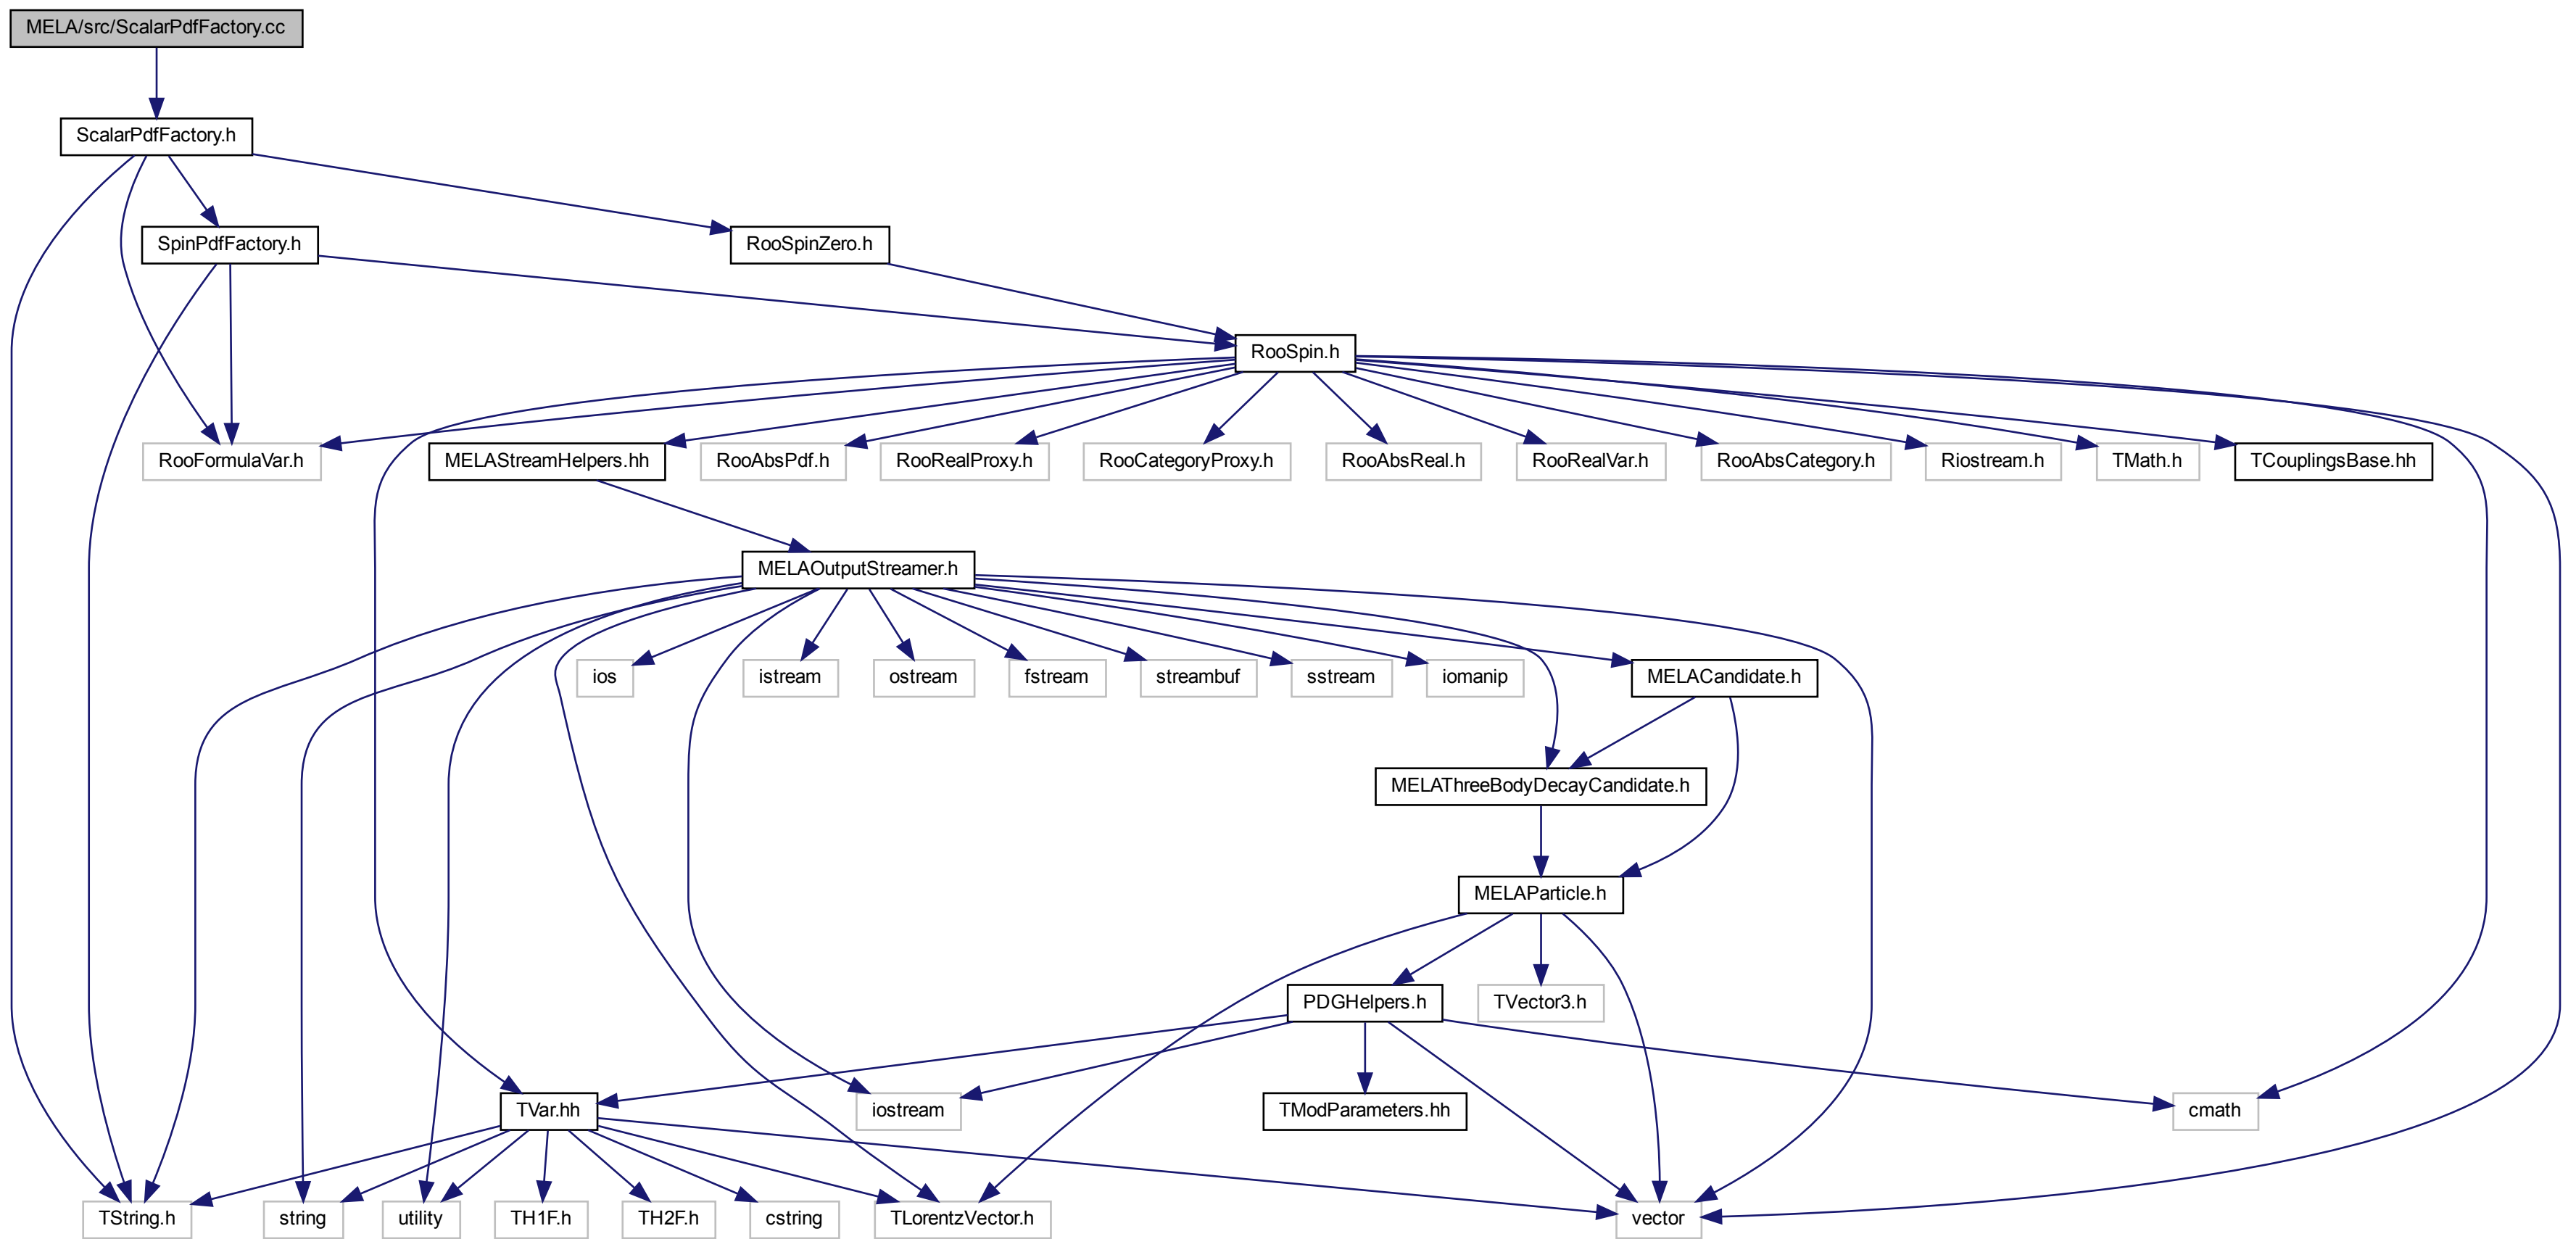 MELA/src/ScalarPdfFactory.cc
ScalarPdfFactory.h
SpinPdfFactory.h
RooSpinZero.h
RooSpin.h
RooFormulaVar.h
MELAStreamHelpers.hh
RooAbsPdf.h
RooRealProxy.h
RooCategoryProxy.h
RooAbsReal.h
RooRealVar.h
RooAbsCategory.h
Riostream.h
TMath.h
TCouplingsBase.hh
MELAOutputStreamer.h
ios
istream
ostream
fstream
streambuf
sstream
iomanip
MELACandidate.h
MELAThreeBodyDecayCandidate.h
MELAParticle.h
PDGHelpers.h
TVector3.h
TVar.hh
iostream
TModParameters.hh
cmath
TString.h
string
utility
TH1F.h
TH2F.h
cstring
TLorentzVector.h
vector